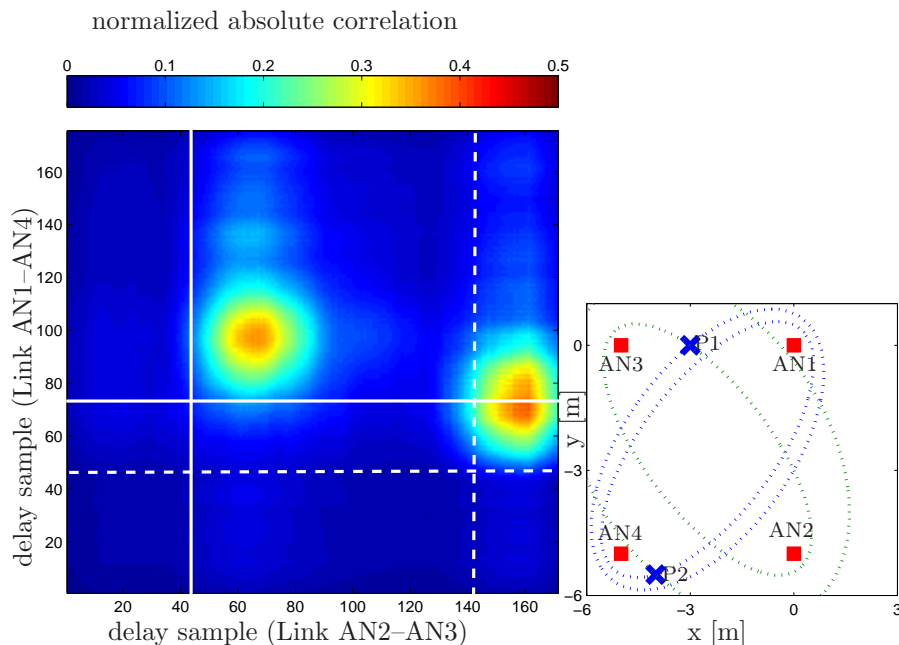 normalized absolute correlation
0 0.1 0.2 0.3 0.4 0.5
delay sample (Link AN1–AN4)
160
140
120
100
80
60
40
20
20 40 60 80 100 120 140 160
delay sample (Link AN2–AN3)
y [m]
0
-3
-6
P1
AN3
AN1
AN4
AN2
P2
-6 -3 0 3
x [m]